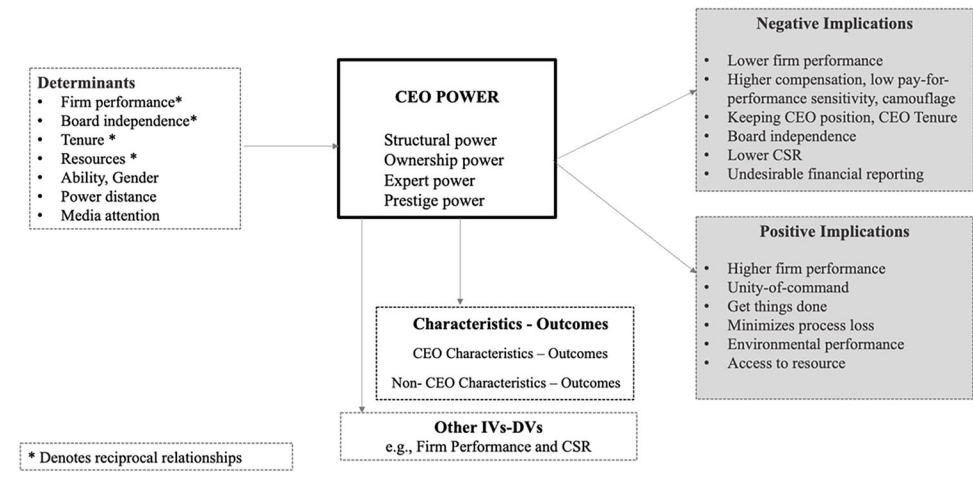 Determinants
• Firm performance*
• Board independence*
• Tenure *
• Resources *
• Ability, Gender
• Power distance
• Media attention
CEO POWER
Structural power
Ownership power
Expert power
Prestige power
Negative Implications
• Lower firm performance
• Higher compensation, low pay-for-
performance sensitivity, camouflage
• Keeping CEO position, CEO Tenure
• Board independence
• Lower CSR
• Undesirable financial reporting
Positive Implications
• Higher firm performance
• Unity-of-command
• Get things done
• Minimizes process loss
• Environmental performance
• Access to resource
Characteristics - Outcomes
CEO Characteristics – Outcomes
Non- CEO Characteristics – Outcomes
Other IVs-DVs
e.g., Firm Performance and CSR
* Denotes reciprocal relationships